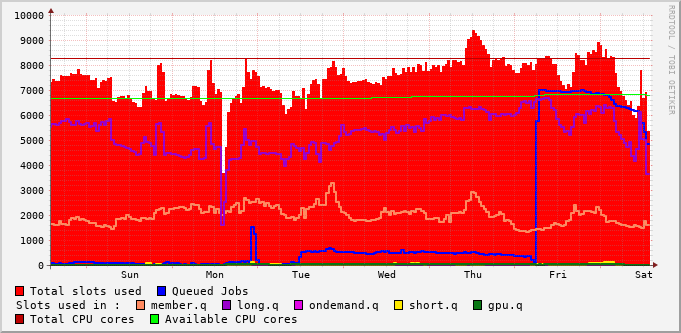 10000
9000
8000
7000
6000
5000
4000
3000
2000
1000
0
Sun Mon Tue Wed Thu Fri Sat
RRDTOOL / TOBI OETIKER
Total slots used Queued Jobs
Slots used in : member.q long.q ondemand.q short.q gpu.q
Total CPU cores Available CPU cores